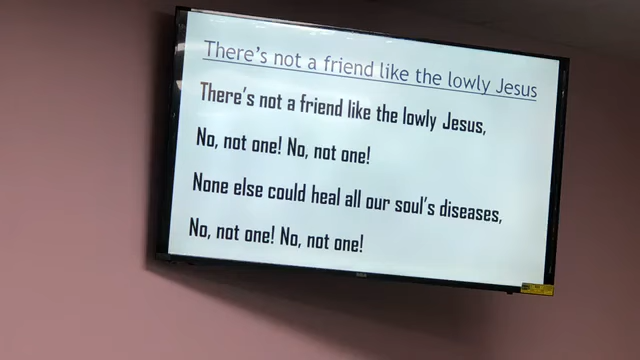 There's not a friend like the lowly Jesus
There's not a friend like the lowly Jesus,
No, not one! No, not one!
None else could heal all our soul's diseases,
No, not one! No, not one!